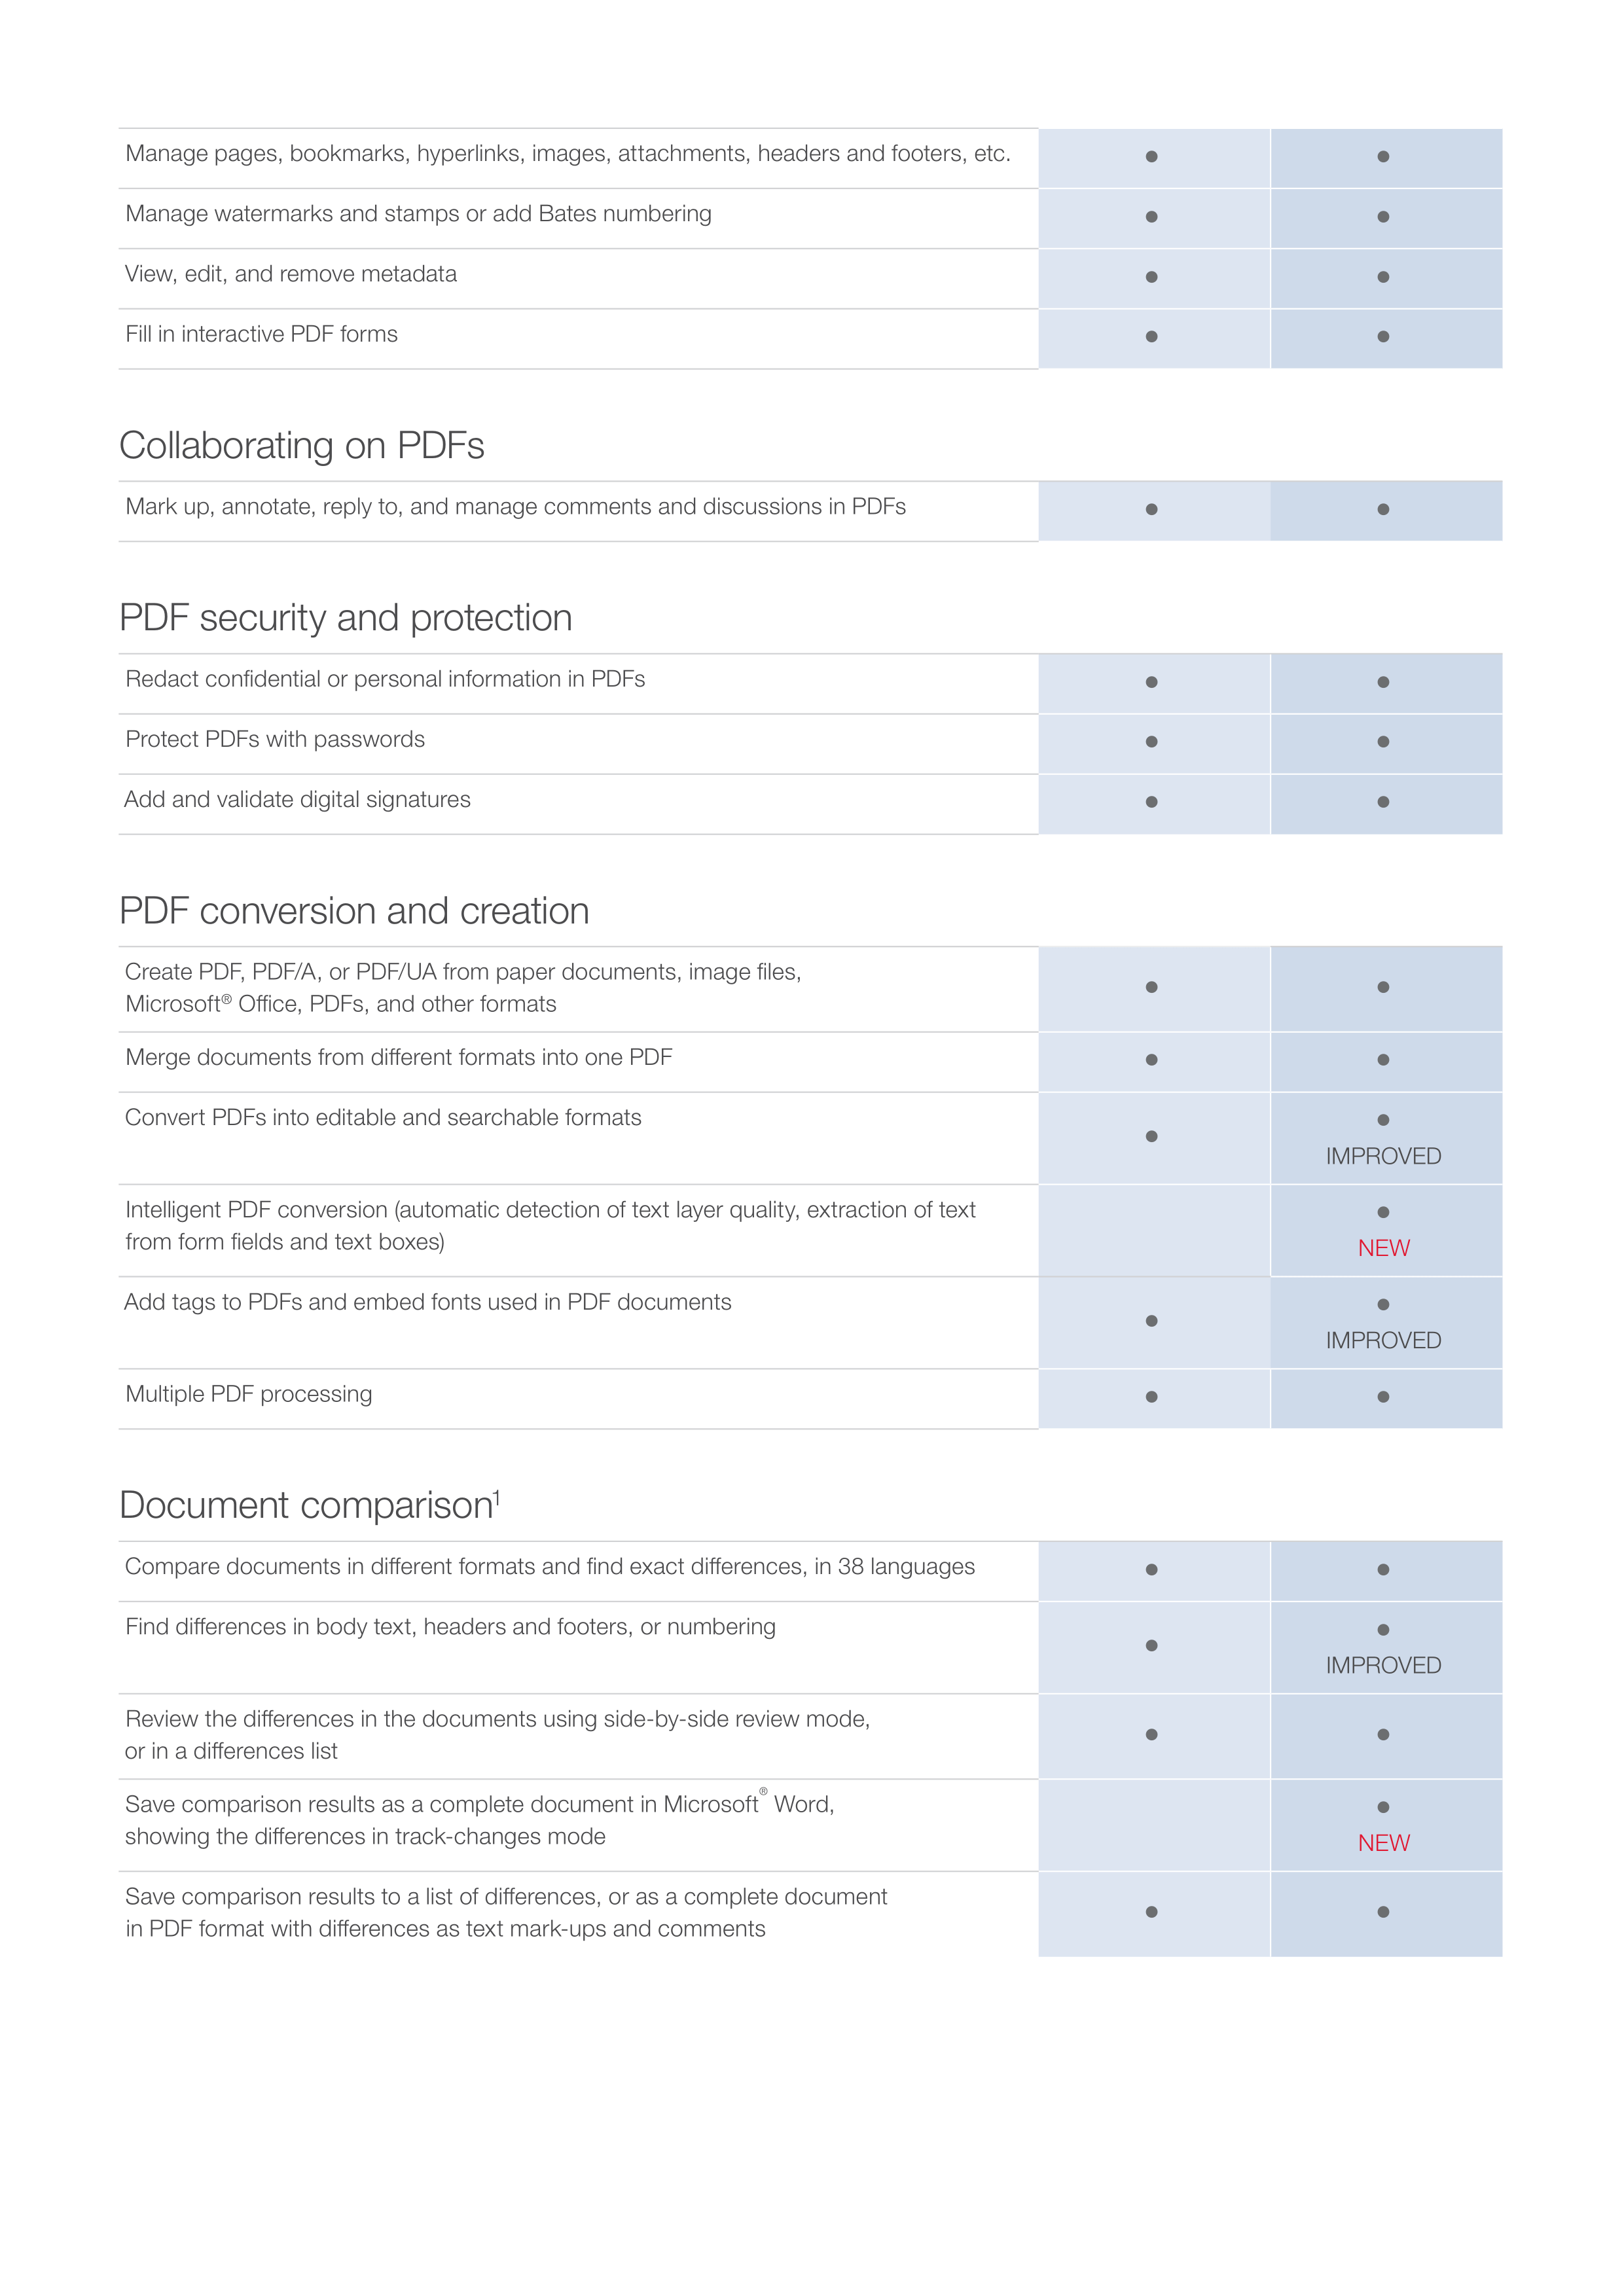 Manage pages, bookmarks, hyperlinks, images, attachments, headers and footers, etc. ● ●
Manage watermarks and stamps or add Bates numbering ● ●
View, edit, and remove metadata ● ●
Fill in interactive PDF forms ● ●
Collaborating on PDFs
Mark up, annotate, reply to, and manage comments and discussions in PDFs ● ●
PDF security and protection
Redact confidential or personal information in PDFs ● ●
Protect PDFs with passwords ● ●
Add and validate digital signatures ● ●
PDF conversion and creation
Create PDF, PDF/A, or PDF/UA from paper documents, image files,
Microsoft® Office, PDFs, and other formats ● ●
Merge documents from different formats into one PDF ● ●
Convert PDFs into editable and searchable formats ● ●
IMPROVED
Intelligent PDF conversion (automatic detection of text layer quality, extraction of text ●
from form fields and text boxes) NEW
Add tags to PDFs and embed fonts used in PDF documents ● ●
IMPROVED
Multiple PDF processing ● ●
Document comparison¹
Compare documents in different formats and find exact differences, in 38 languages ● ●
Find differences in body text, headers and footers, or numbering ● ●
IMPROVED
Review the differences in the documents using side-by-side review mode,
or in a differences list ● ●
Save comparison results as a complete document in Microsoft® Word, ●
showing the differences in track-changes mode NEW
Save comparison results to a list of differences, or as a complete document
in PDF format with differences as text mark-ups and comments ● ●